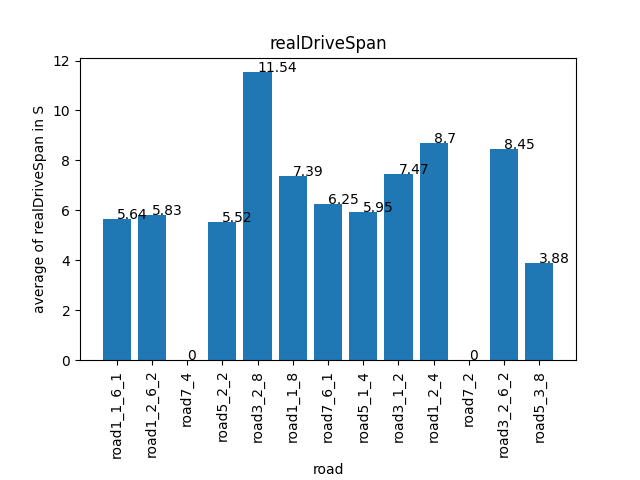 realDriveSpan
average of realDriveSpan in S
12
10
8
6
4
2
0
5.64
5.83
0
5.52
11.54
7.39
6.25
5.95
7.47
8.7
0
8.45
3.88
road1_1_6_1
road1_2_6_2
road7_4
road5_2_2
road3_2_8
road1_1_8
road7_6_1
road5_1_4
road3_1_2
road1_2_4
road7_2
road3_2_6_2
road5_3_8
road